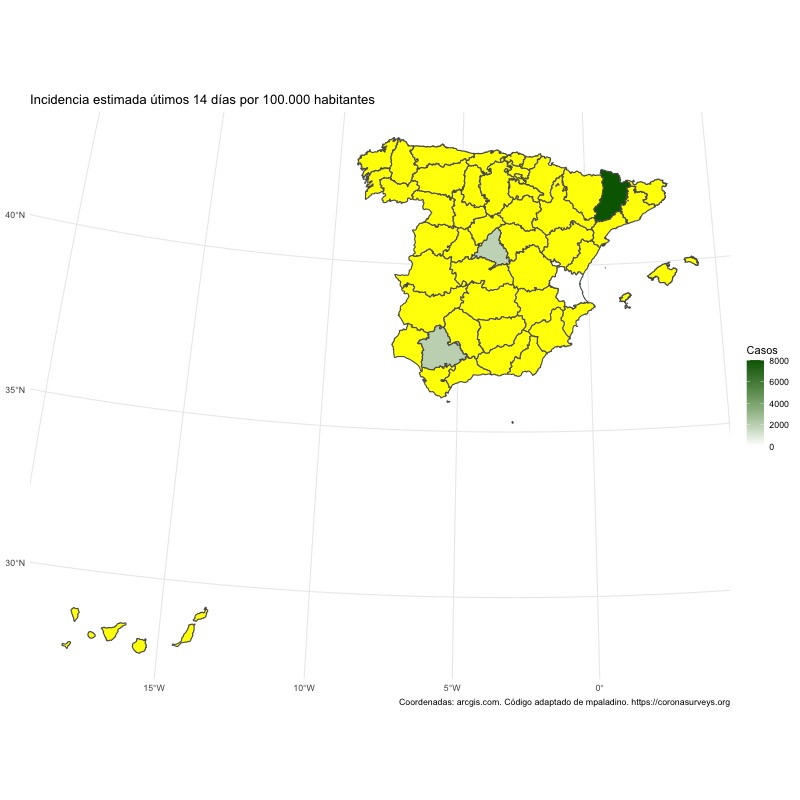 Incidencia estimada útimos 14 días por 100.000 habitantes
40°N
35°N
30°N
15°W
10°W
5°W
0°
Casos
8000
6000
4000
2000
0
Coordenadas: arcgis.com. Código adaptado de mpaladino. https://coronasurveys.org